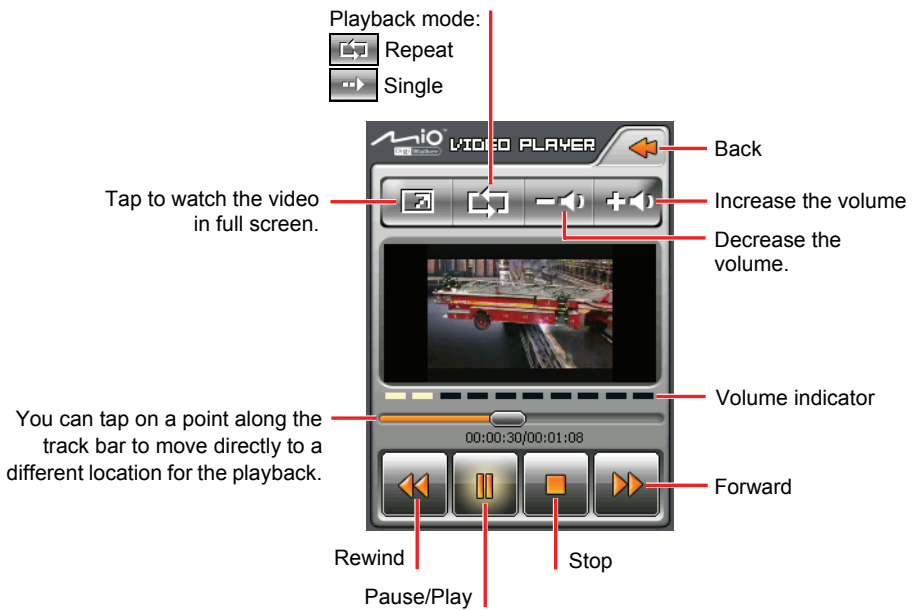 Playback mode:
Repeat
Single
Mio
DigiWalker
VIDEO PLAYER
Back
Tap to watch the video
in full screen.
Increase the volume
Decrease the
volume.
Volume indicator
You can tap on a point along the
track bar to move directly to a
different location for the playback.
00:00:30/00:01:08
Forward
Rewind
Stop
Pause/Play